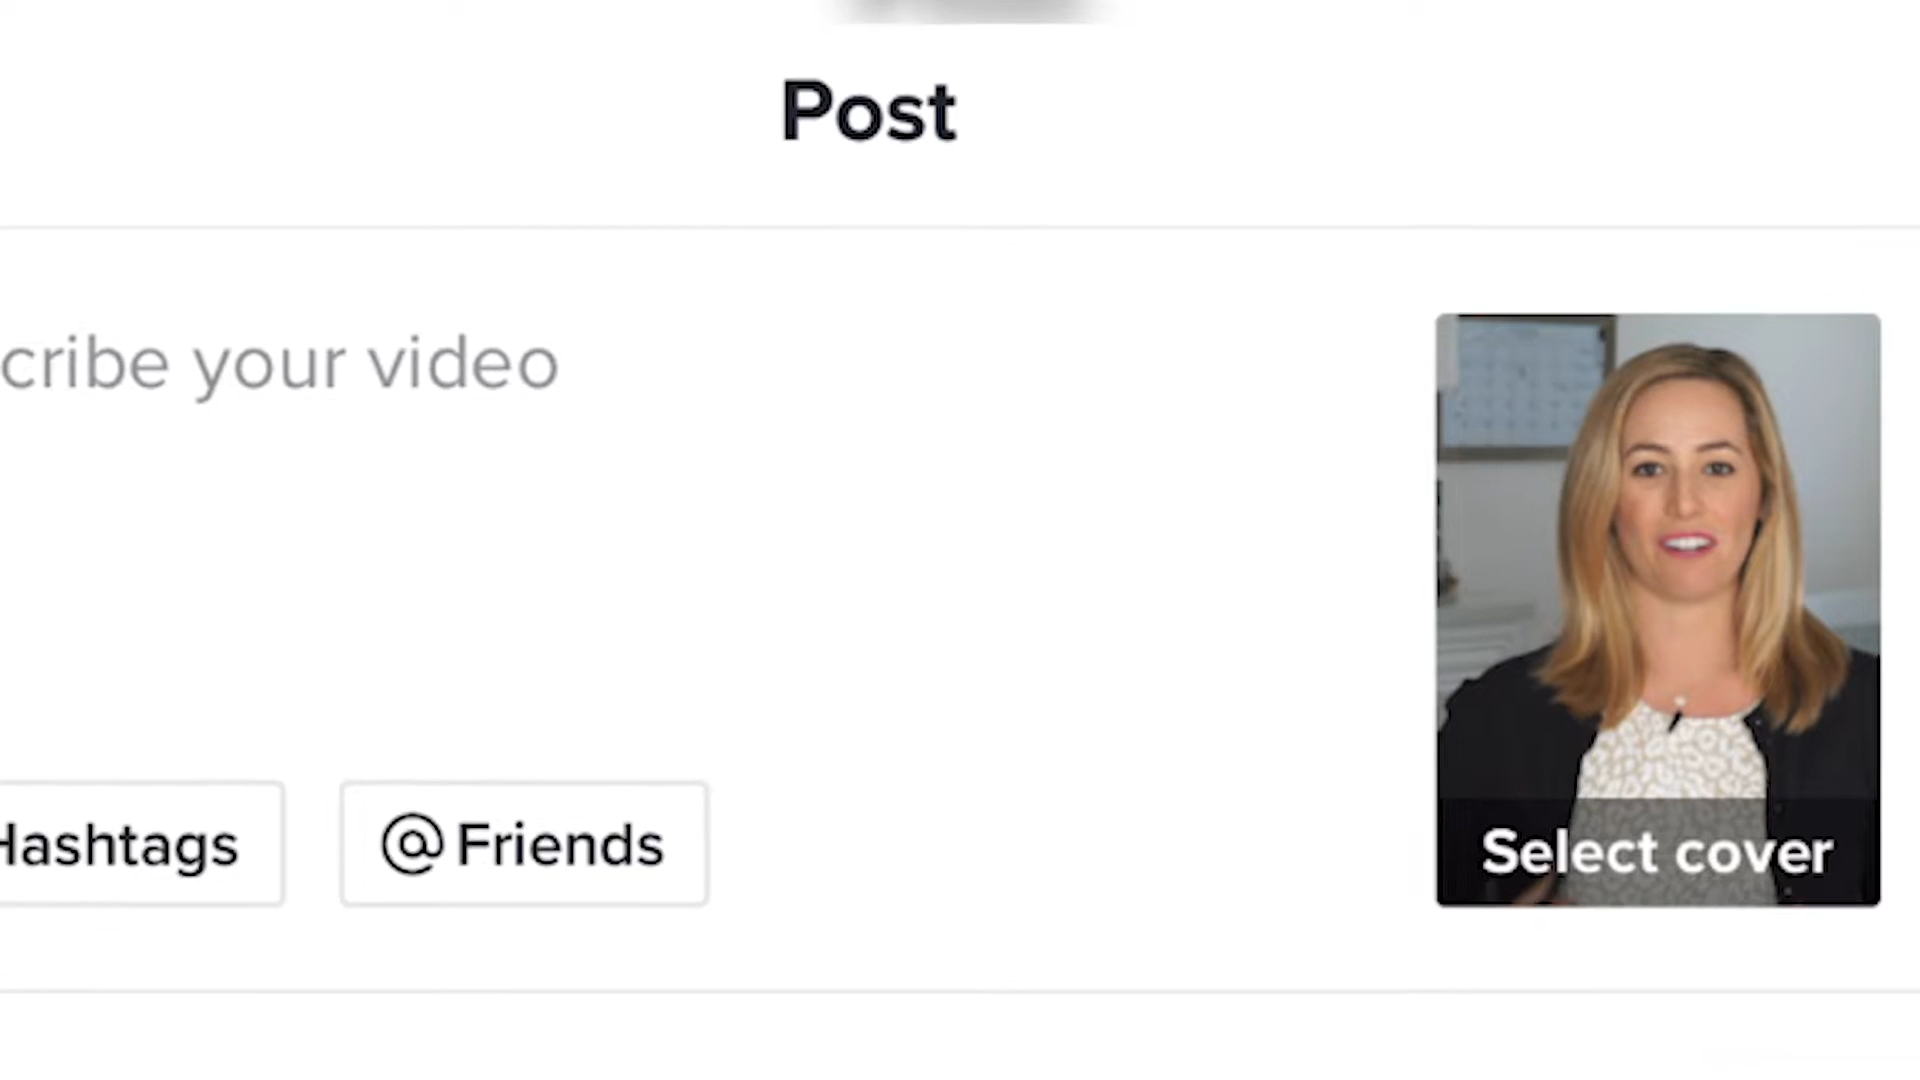 Post
cribe your video
Hashtags
@ Friends
Select cover